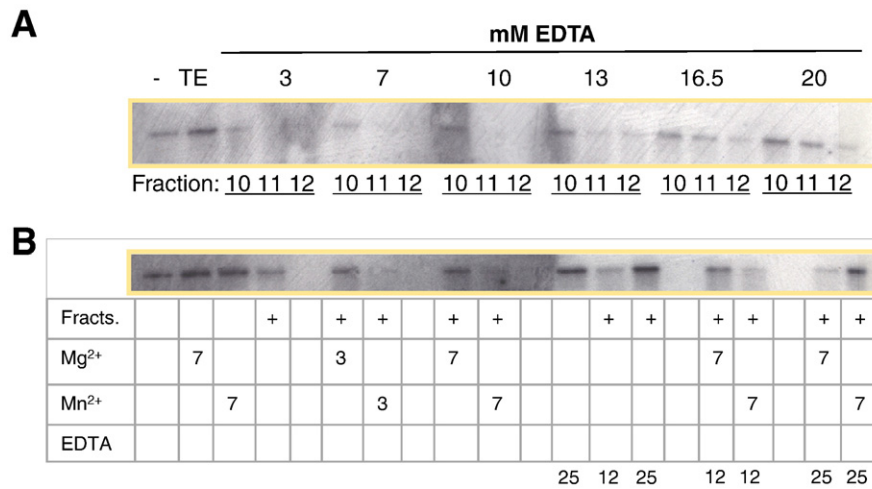 A
mM EDTA
- TE 3 7 10 13 16.5 20
Fraction: 10 11 12 10 11 12 10 11 12 10 11 12 10 11 12 10 11 12
B
Fracts. + + + + + + + + + + +
Mg²⁺ 7 3 7 7 7
Mn²⁺ 7 3 7 7 7
EDTA
25 12 25 12 12 25 25